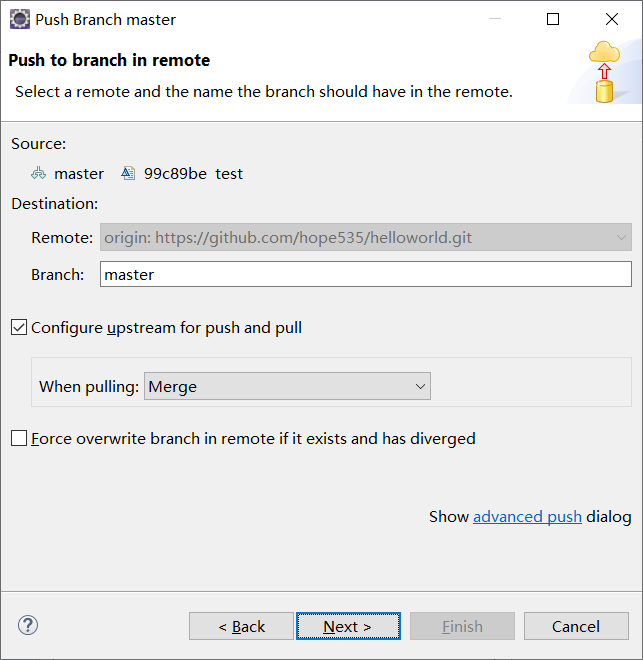 Push Branch master
Push to branch in remote
Select a remote and the name the branch should have in the remote.
Source:
master 99c89be test
Destination:
Remote: origin: https://github.com/hope535/helloworld.git
Branch: master
Configure upstream for push and pull
When pulling: Merge
Force overwrite branch in remote if it exists and has diverged
Show advanced push dialog
? < Back Next > Finish Cancel